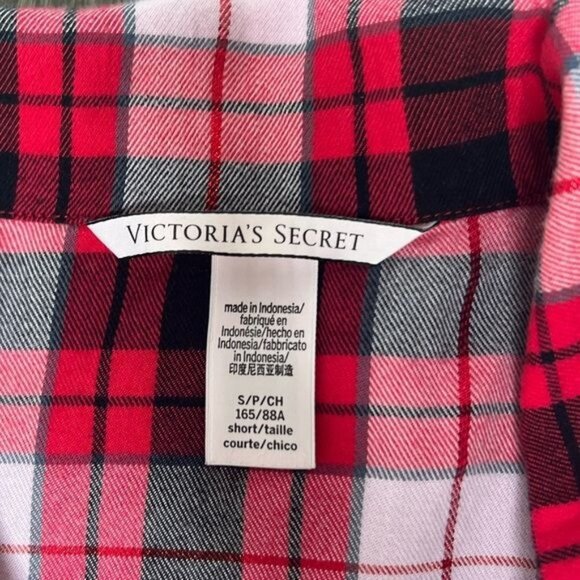 VICTORIA'S SECRET
made in Indonesia/
fabriqué en
Indonésie/hecho en
Indonesia/fabbricato
in Indonesia/
印度尼西亚制造
S/P/CH
165/88A
short/taille
courte/chico